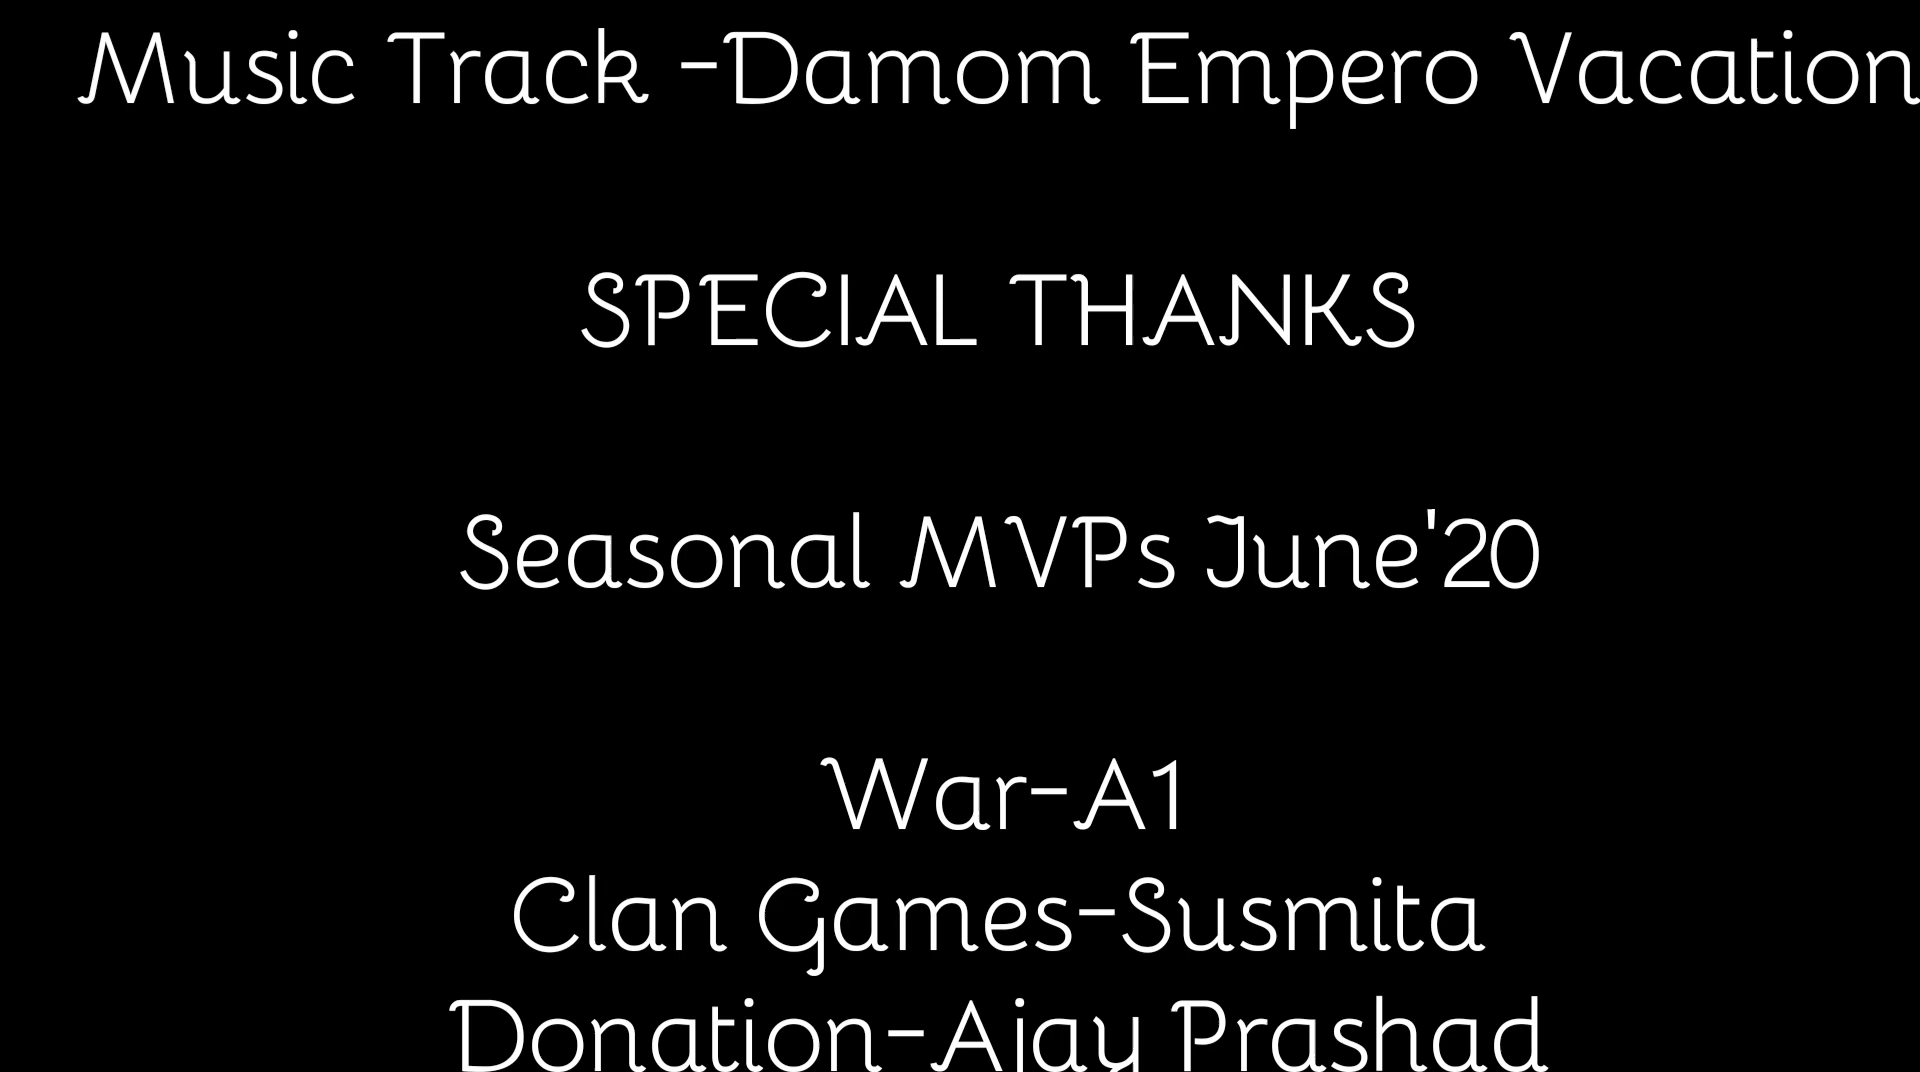 Music Track -Damom Empero Vacation
SPECIAL THANKS
Seasonal MVPs June'20
War-A1
Clan Games-Susmita
Donation-Ajay Prashad